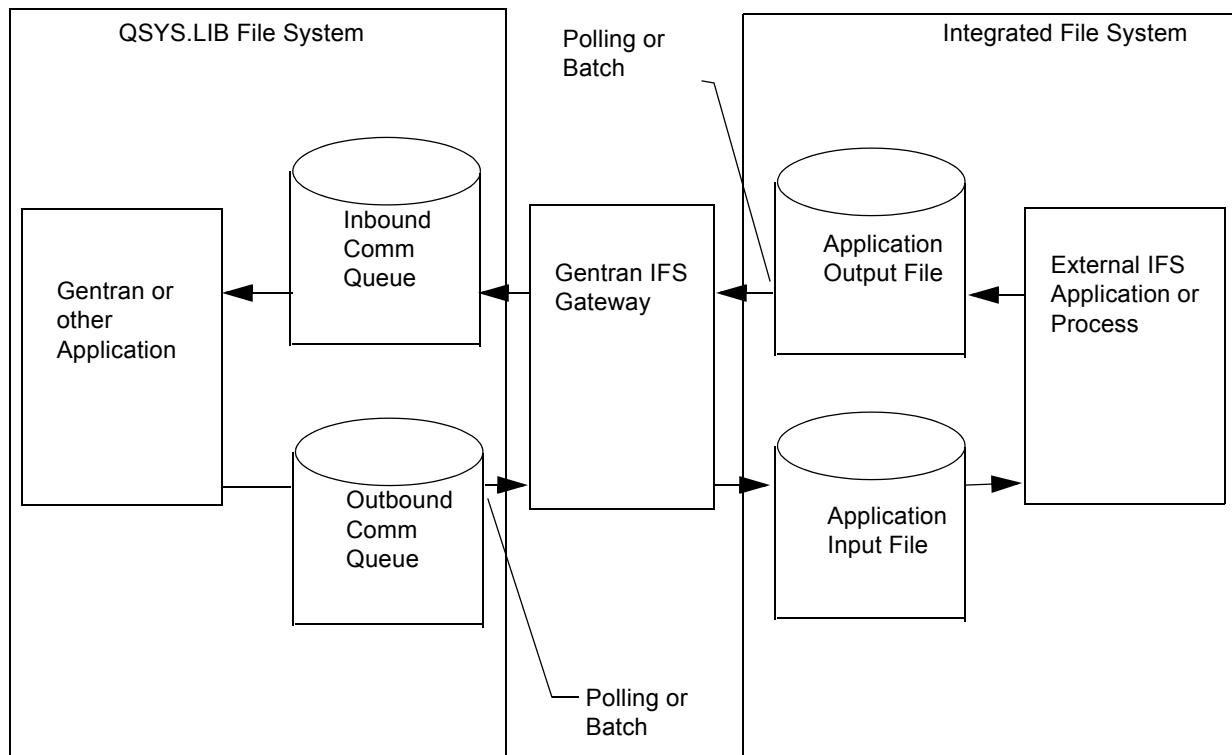 QSYS.LIB File System
Polling or
Batch
Integrated File System
Inbound
Comm
Queue
Gentran or
other
Application
Gentran IFS
Gateway
Application
Output File
External IFS
Application or
Process
Outbound
Comm
Queue
Application
Input File
Polling or
Batch